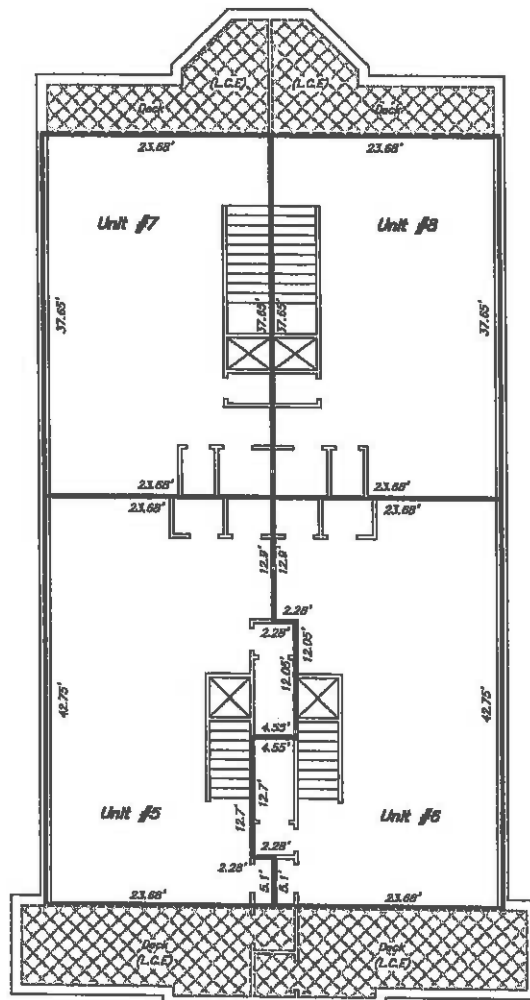 (L.C.E)
(L.C.E)
Deck
Deck
23.68'
23.68'
Unit #7
Unit #8
37.65'
37.65'
37.65'
37.65'
23.68'
23.68'
23.68'
23.68'
12.9'
12.9'
2.28'
2.28'
12.05'
12.05'
42.75'
42.75'
4.55'
4.55'
12.7'
12.7'
Unit #5
Unit #6
2.28'
2.28'
5.1'
5.1'
23.68'
23.68'
Deck
(L.C.E)
Deck
(L.C.E)